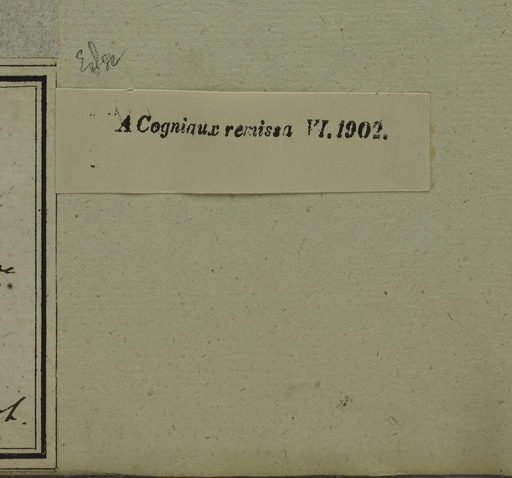 A Cogniaux remissa VI. 1902.